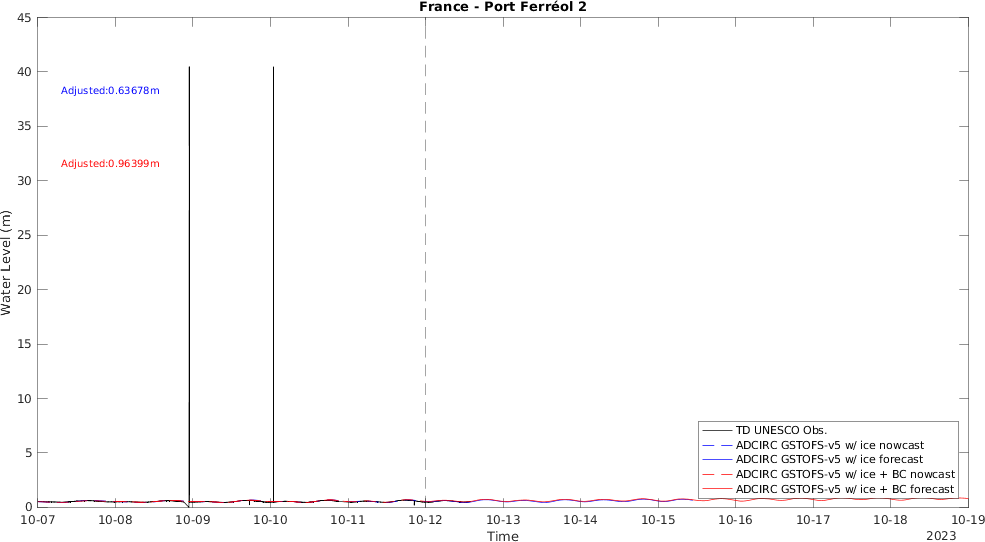 France - Port Ferréol 2
45
40
35
30
25
20
15
10
5
0
Water Level (m)
Adjusted:0.63678m
Adjusted:0.96399m
TD UNESCO Obs.
ADCIRC GSTOFS-v5 w/ ice nowcast
ADCIRC GSTOFS-v5 w/ ice forecast
ADCIRC GSTOFS-v5 w/ ice + BC nowcast
ADCIRC GSTOFS-v5 w/ ice + BC forecast
10-07 10-08 10-09 10-10 10-11 10-12 10-13 10-14 10-15 10-16 10-17 10-18 10-19
Time
2023